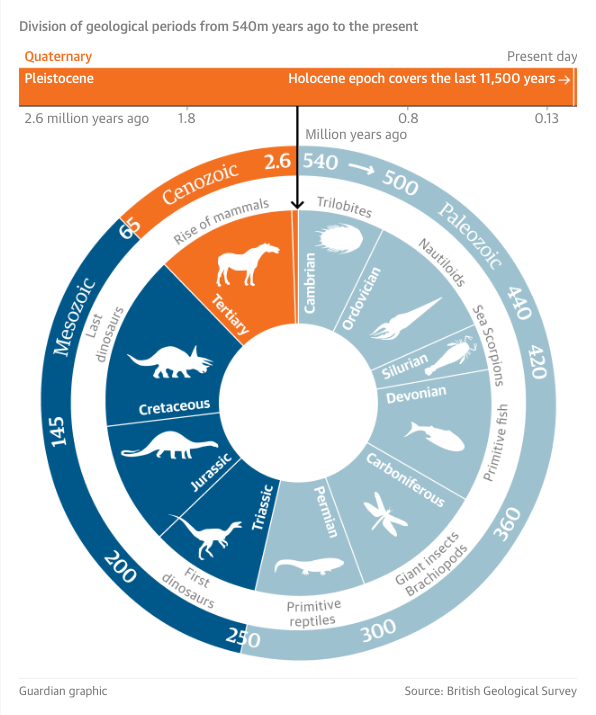 Division of geological periods from 540m years ago to the present
Quaternary
Present day
Pleistocene
Holocene epoch covers the last 11,500 years→
2.6 million years ago
1.8
0.8
0.13
Million years ago
Cenozoic
2.6
540 → 500
Paleozoic
65
Rise of mammals
Trilobites
Nautiloids
440
Mesozoic
Last
dinosaurs
Tertiary
Cambrian
Ordovician
Sea Scorpions
420
Silurian
Devonian
Cretaceous
145
Primitive fish
Jurassic
Carboniferous
Triassic
Permian
360
200
First
dinosaurs
Giant insects
Brachiopods
Primitive
reptiles
250
300
Guardian graphic
Source: British Geological Survey